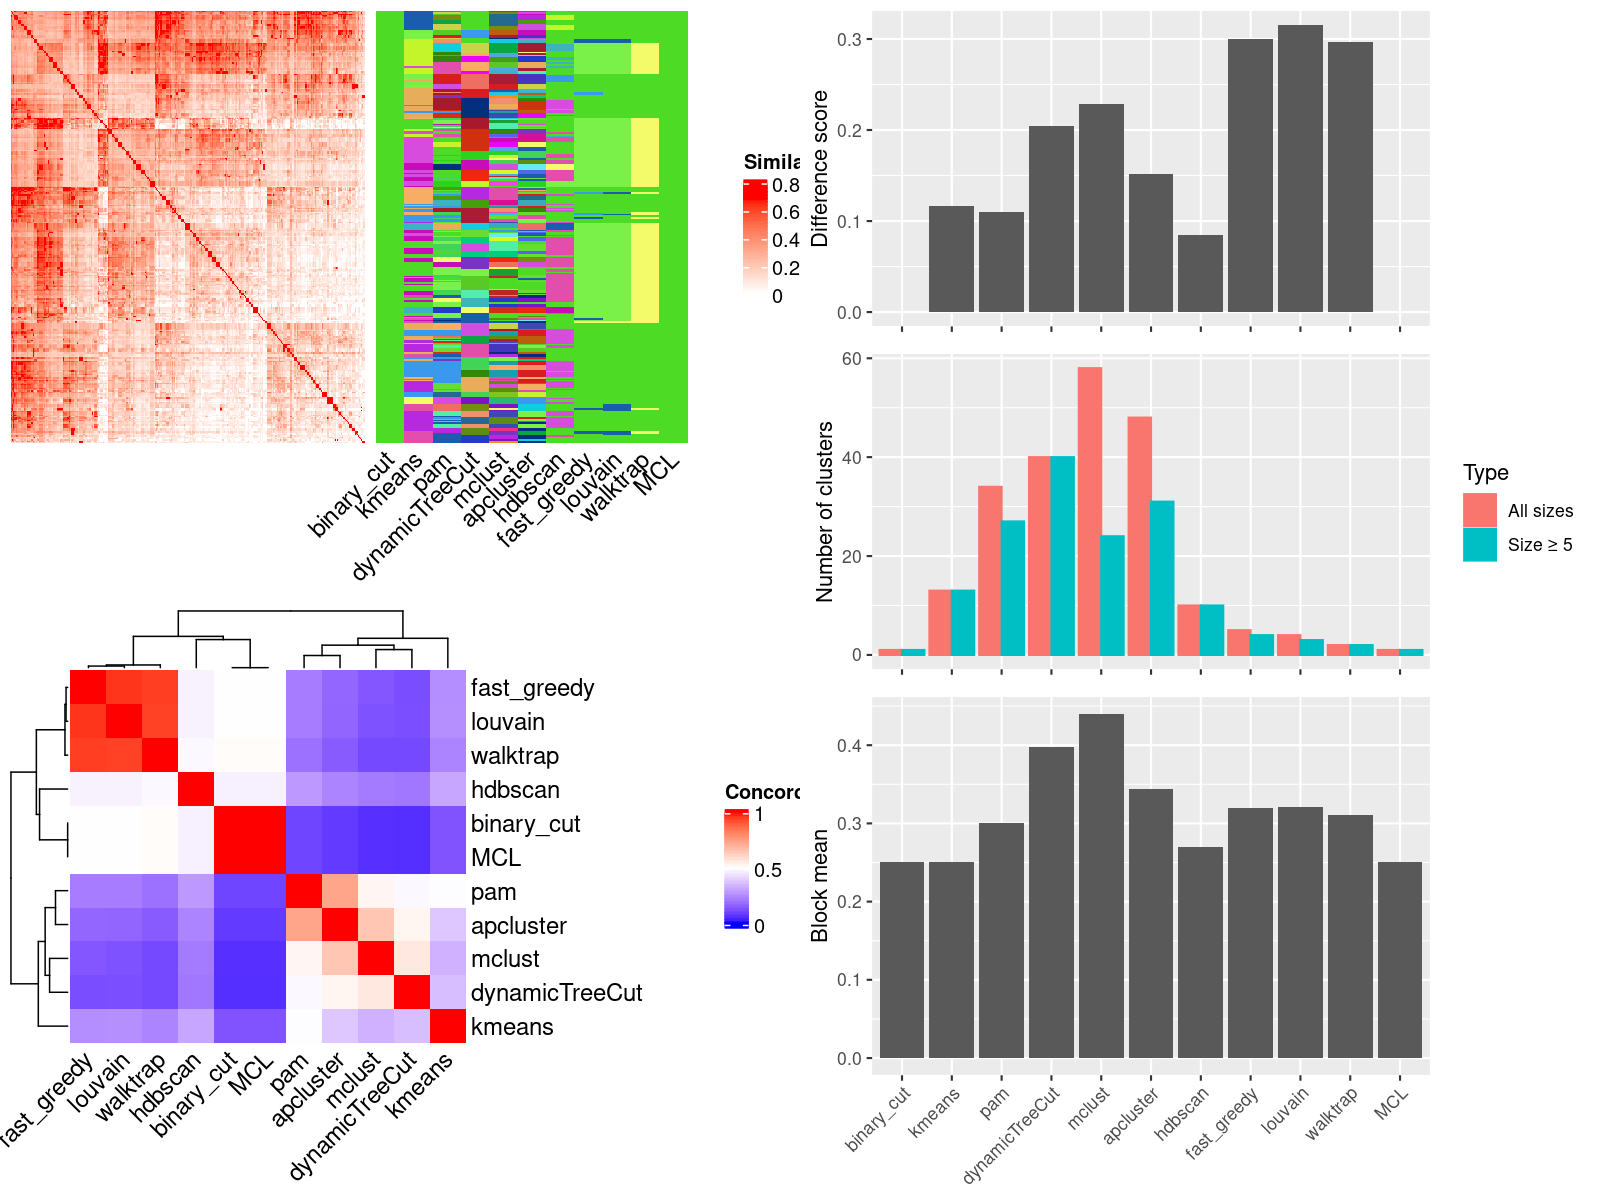 Simila
0.8
0.6
0.4
0.2
0
binary_cut
kmeans
pam
dynamicTreeCut
mclust
apcluster
hdbscan
fast_greedy
louvain
walktrap
MCL
Difference score
0.3
0.2
0.1
0.0
Number of clusters
60
40
20
0
Type
All sizes
Size ≥ 5
fast_greedy
louvain
walktrap
hdbscan
binary_cut
MCL
pam
apcluster
mclust
dynamicTreeCut
kmeans
fast_greedy
louvain
walktrap
hdbscan
binary_cut
MCL
pam
apcluster
mclust
dynamicTreeCut
kmeans
Concord
1
0.5
0
Block mean
0.4
0.3
0.2
0.1
0.0
binary_cut
kmeans
pam
dynamicTreeCut
mclust
apcluster
hdbscan
fast_greedy
louvain
walktrap
MCL